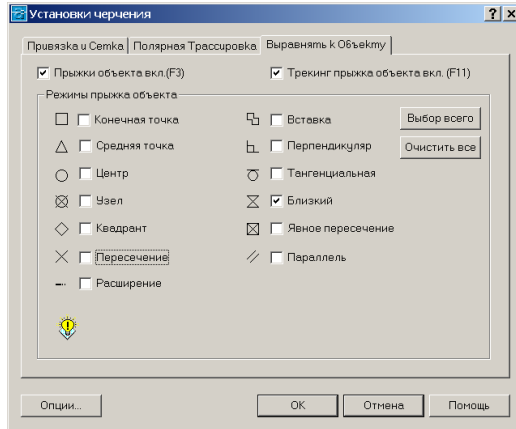 Установки черчения
Привязка и Сетка Полярная Трассировка Выравнять к Объекту
Прыжки объекта вкл.(F3) Трекинг прыжка объекта вкл. (F11)
Режимы прыжка объекта
Конечная точка Вставка Выбор всего
Средняя точка Перпендикуляр Очистить все
Центр Тангенциальная
Узел Близкий
Квадрант Явное пересечение
Пересечение Параллель
Расширение
Опции... OK Отмена Помощь